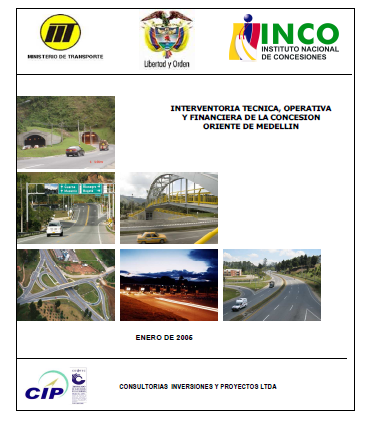 MINISTERIO DE TRANSPORTE
Libertad y Orden
INCO
INSTITUTO NACIONAL
DE CONCESIONES
INTERVENTORIA TECNICA, OPERATIVA
Y FINANCIERA DE LA CONCESION
ORIENTE DE MEDELLIN
ENERO DE 2006
CIP
CONSULTORIAS INVERSIONES Y PROYECTOS LTDA